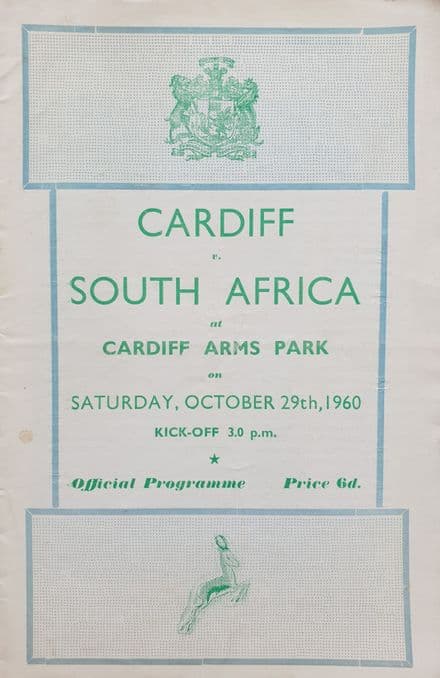 CARDIFF
v.
SOUTH AFRICA
at
CARDIFF ARMS PARK
on
SATURDAY, OCTOBER 29th, 1960
KICK-OFF 3.0 p.m.
Official Programme Price 6d.